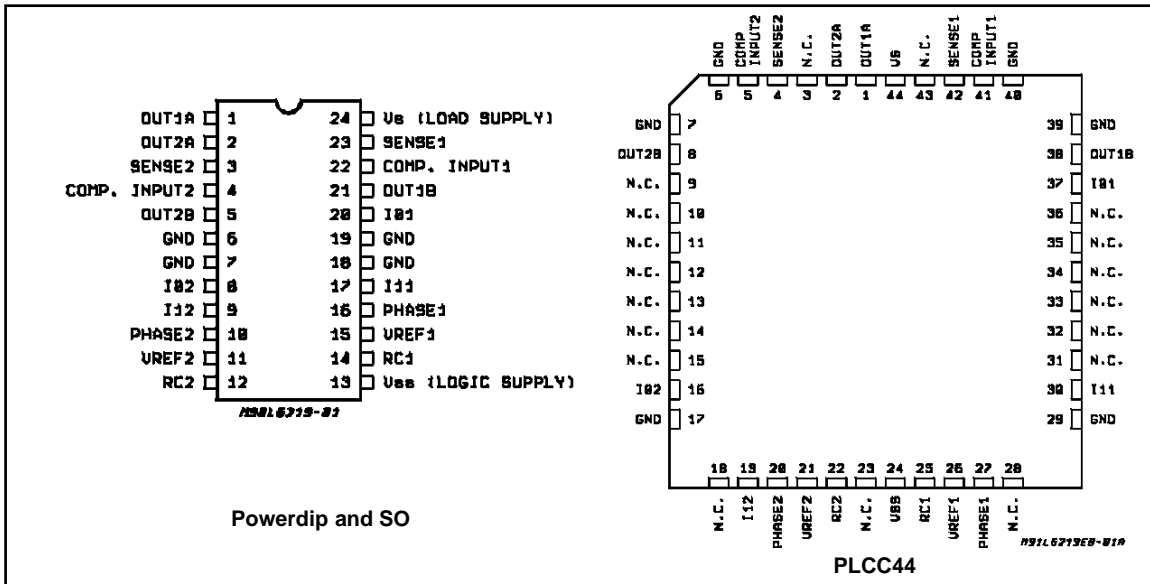 OUT1A 1 24 Vs (LOAD SUPPLY)
OUT2A 2 23 SENSE1
SENSE2 3 22 COMP. INPUT1
COMP. INPUT2 4 21 OUT1B
OUT2B 5 20 I01
GND 6 19 GND
GND 7 18 GND
I02 8 17 I11
I12 9 16 PHASE1
PHASE2 10 15 VREF1
VREF2 11 14 RC1
RC2 12 13 Vss (LOGIC SUPPLY)
M90L6219-01
Powerdip and SO
GND
COMP
INPUT2
SENSE2
N.C.
OUT2A
OUT1A
VS
N.C.
SENSE1
COMP
INPUT1
GND
6 5 4 3 2 1 44 43 42 41 40
GND 7 39 GND
OUT2B 8 38 OUT1B
N.C. 9 37 I01
N.C. 10 36 N.C.
N.C. 11 35 N.C.
N.C. 12 34 N.C.
N.C. 13 33 N.C.
N.C. 14 32 N.C.
N.C. 15 31 N.C.
I02 16 30 I11
GND 17 29 GND
18 19 20 21 22 23 24 25 26 27 28
N.C.
I12
PHASE2
VREF2
RC2
N.C.
VSS
RC1
VREF1
PHASE1
N.C.
M91L6219EB-01A
PLCC44